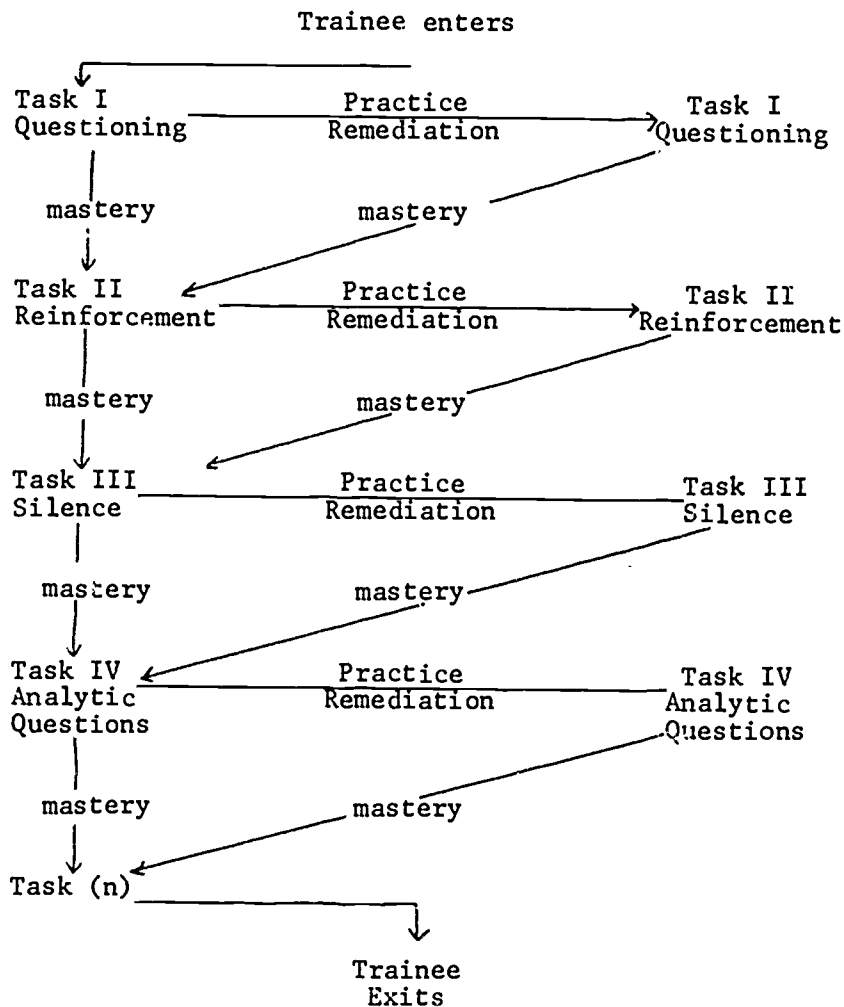 Trainee enters
Task I
Questioning
Practice
Remediation
Task I
Questioning
mastery
mastery
Task II
Reinforcement
Practice
Remediation
Task II
Reinforcement
mastery
mastery
Task III
Silence
Practice
Remediation
Task III
Silence
mastery
mastery
Task IV
Analytic
Questions
Practice
Remediation
Task IV
Analytic
Questions
mastery
mastery
Task (n)
Trainee
Exits